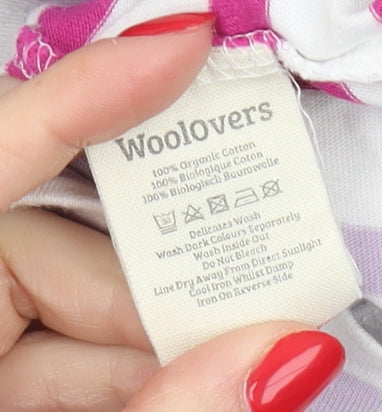 WoolOvers
100% Organic Cotton
100% Biologique Coton
100% Biologisch Baumwolle
Delicates Wash
Wash Dark Colours Separately
Wash Inside Out
Do Not Bleach
Line Dry Away From Direct Sunlight
Cool Iron Whilst Damp
Iron On Reverse Side